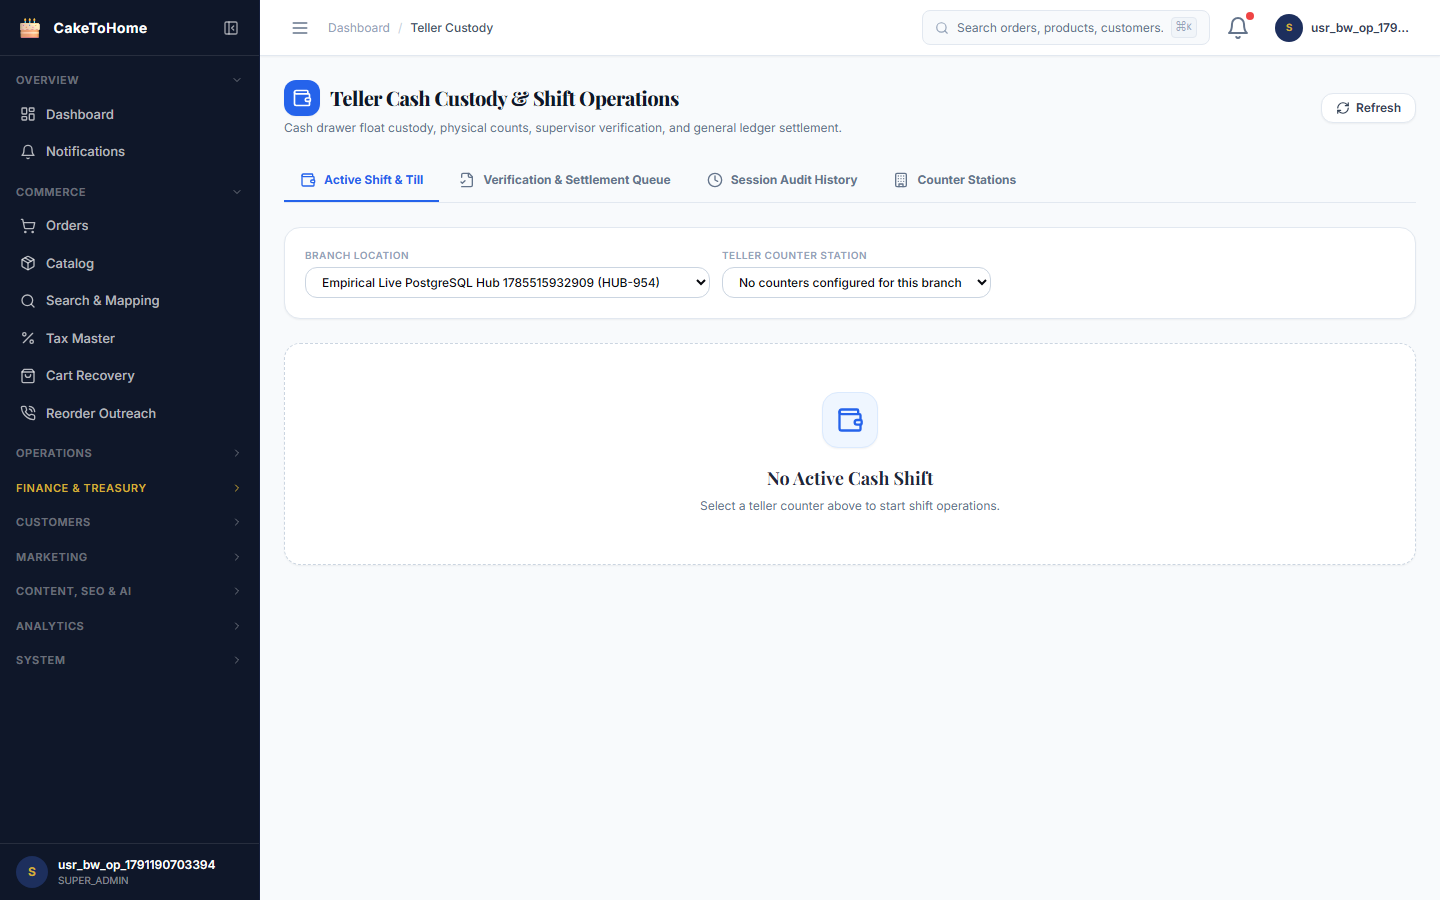 CakeToHome
OVERVIEW
Dashboard
Notifications
COMMERCE
Orders
Catalog
Search & Mapping
Tax Master
Cart Recovery
Reorder Outreach
OPERATIONS
FINANCE & TREASURY
CUSTOMERS
MARKETING
CONTENT, SEO & AI
ANALYTICS
SYSTEM
S
usr_bw_op_1791190703394
SUPER_ADMIN
Dashboard / Teller Custody
Search orders, products, customers. ⌘K
S usr_bw_op_179...
Teller Cash Custody & Shift Operations
Cash drawer float custody, physical counts, supervisor verification, and general ledger settlement.
Refresh
Active Shift & Till
Verification & Settlement Queue
Session Audit History
Counter Stations
BRANCH LOCATION
Empirical Live PostgreSQL Hub 1785515932909 (HUB-954)
TELLER COUNTER STATION
No counters configured for this branch
No Active Cash Shift
Select a teller counter above to start shift operations.